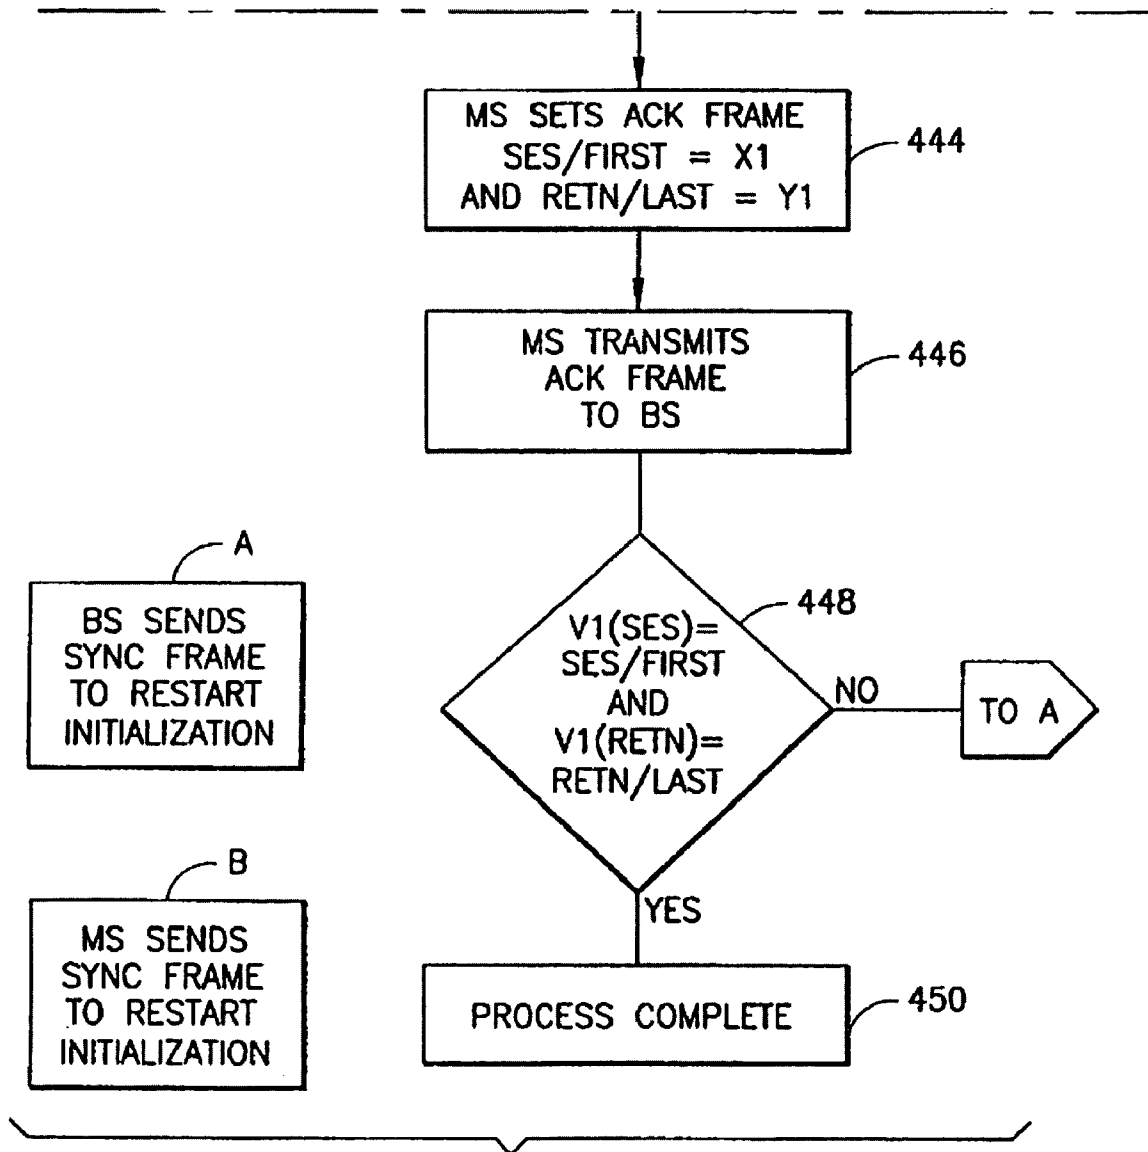 MS SETS ACK FRAME
SES/FIRST = X1
AND RETN/LAST = Y1
444
MS TRANSMITS
ACK FRAME
TO BS
446
A
BS SENDS
SYNC FRAME
TO RESTART
INITIALIZATION
V1(SES)=
SES/FIRST
AND
V1(RETN)=
RETN/LAST
448
NO
TO A
YES
B
MS SENDS
SYNC FRAME
TO RESTART
INITIALIZATION
PROCESS COMPLETE
450